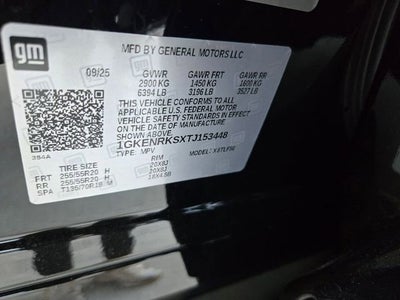 gm
MFD BY GENERAL MOTORS LLC
09/25 GVWR GAWR FRT GAWR RR
2900 KG 1450 KG 1600 KG
6394 LB 3196 LB 3527 LB
THIS VEHICLE CONFORMS TO ALL
APPLICABLE U.S. FEDERAL MOTOR
VEHICLE SAFETY STANDARDS IN EFFECT
ON THE DATE OF MANUFACTURE
SHOWN ABOVE.
1GKENRKSXTJ153448
TYPE: MPV MODEL:
394A
TIRE SIZE RIM
FRT 255/55R20 H 20X8J
RR 255/55R20 H 20X8J
SPA T135/70R18 M 18X4.5B